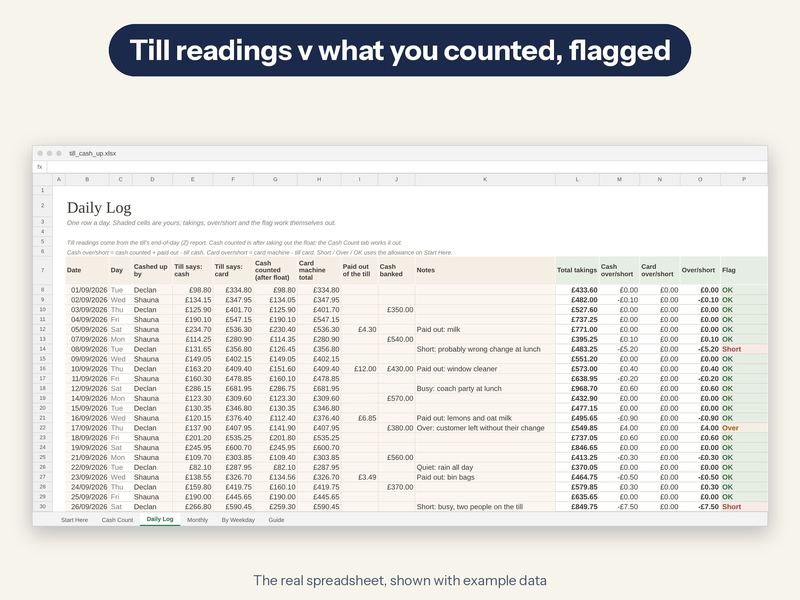 Till readings v what you counted, flagged
till_cash_up.xlsx
fx
A B C D E F G H I J K L M N O P
1
2 Daily Log
3 One row a day. Shaded cells are yours; takings, over/short and the flag work themselves out.
4
5 Till readings come from the till's end-of-day (Z) report. Cash counted is after taking out the float: the Cash Count tab works it out.
6 Cash over/short = cash counted + paid out - till cash. Card over/short = card machine - till card. Short / Over / OK uses the allowance on Start Here.
7 Date Day Cashed up by Till says: cash Till says: card Cash counted (after float) Card machine total Paid out of the till Cash banked Notes Total takings Cash over/short Card over/short Over/short Flag
8 01/09/2026 Tue Declan £98.80 £334.80 £98.80 £334.80 £433.60 £0.00 £0.00 £0.00 OK
9 02/09/2026 Wed Shauna £134.15 £347.95 £134.05 £347.95 £482.00 -£0.10 £0.00 -£0.10 OK
10 03/09/2026 Thu Declan £125.90 £401.70 £125.90 £401.70 £350.00 £527.60 £0.00 £0.00 £0.00 OK
11 04/09/2026 Fri Shauna £190.10 £547.15 £190.10 £547.15 £737.25 £0.00 £0.00 £0.00 OK
12 05/09/2026 Sat Shauna £234.70 £536.30 £230.40 £536.30 £4.30 Paid out: milk £771.00 £0.00 £0.00 £0.00 OK
13 07/09/2026 Mon Shauna £114.25 £280.90 £114.35 £280.90 £540.00 £395.25 £0.10 £0.00 £0.10 OK
14 08/09/2026 Tue Declan £131.65 £356.80 £126.45 £356.80 Short: probably wrong change at lunch £483.25 -£5.20 £0.00 -£5.20 Short
15 09/09/2026 Wed Shauna £149.05 £402.15 £149.05 £402.15 £551.20 £0.00 £0.00 £0.00 OK
16 10/09/2026 Thu Declan £163.20 £409.40 £151.60 £409.40 £12.00 £430.00 Paid out: window cleaner £573.00 £0.40 £0.00 £0.40 OK
17 11/09/2026 Fri Shauna £160.30 £478.85 £160.10 £478.85 £638.95 -£0.20 £0.00 -£0.20 OK
18 12/09/2026 Sat Declan £286.15 £681.95 £286.75 £681.95 Busy: coach party at lunch £968.70 £0.60 £0.00 £0.60 OK
19 14/09/2026 Mon Shauna £123.30 £309.60 £123.30 £309.60 £570.00 £432.90 £0.00 £0.00 £0.00 OK
20 15/09/2026 Tue Declan £130.35 £346.80 £130.35 £346.80 £477.15 £0.00 £0.00 £0.00 OK
21 16/09/2026 Wed Shauna £120.15 £376.40 £112.40 £376.40 £6.85 Paid out: lemons and oat milk £495.65 -£0.90 £0.00 -£0.90 OK
22 17/09/2026 Thu Declan £137.90 £407.95 £141.90 £407.95 £380.00 Over: customer left without their change £549.85 £4.00 £0.00 £4.00 Over
23 18/09/2026 Fri Shauna £201.20 £535.25 £201.80 £535.25 £737.05 £0.60 £0.00 £0.60 OK
24 19/09/2026 Sat Shauna £245.95 £600.70 £245.95 £600.70 £846.65 £0.00 £0.00 £0.00 OK
25 21/09/2026 Mon Shauna £109.70 £303.85 £109.40 £303.85 £560.00 £413.25 -£0.30 £0.00 -£0.30 OK
26 22/09/2026 Tue Declan £82.10 £287.95 £82.10 £287.95 Quiet: rain all day £370.05 £0.00 £0.00 £0.00 OK
27 23/09/2026 Wed Shauna £138.55 £326.70 £134.56 £326.70 £3.49 Paid out: bin bags £464.75 -£0.50 £0.00 -£0.50 OK
28 24/09/2026 Thu Declan £159.80 £419.75 £160.10 £419.75 £370.00 £579.85 £0.30 £0.00 £0.30 OK
29 25/09/2026 Fri Shauna £190.00 £445.65 £190.00 £445.65 £635.65 £0.00 £0.00 £0.00 OK
30 26/09/2026 Sat Declan £266.80 £590.45 £259.30 £590.45 Short: busy, two people on the till £849.75 -£7.50 £0.00 -£7.50 Short
Start Here Cash Count Daily Log Monthly By Weekday Guide
The real spreadsheet, shown with example data